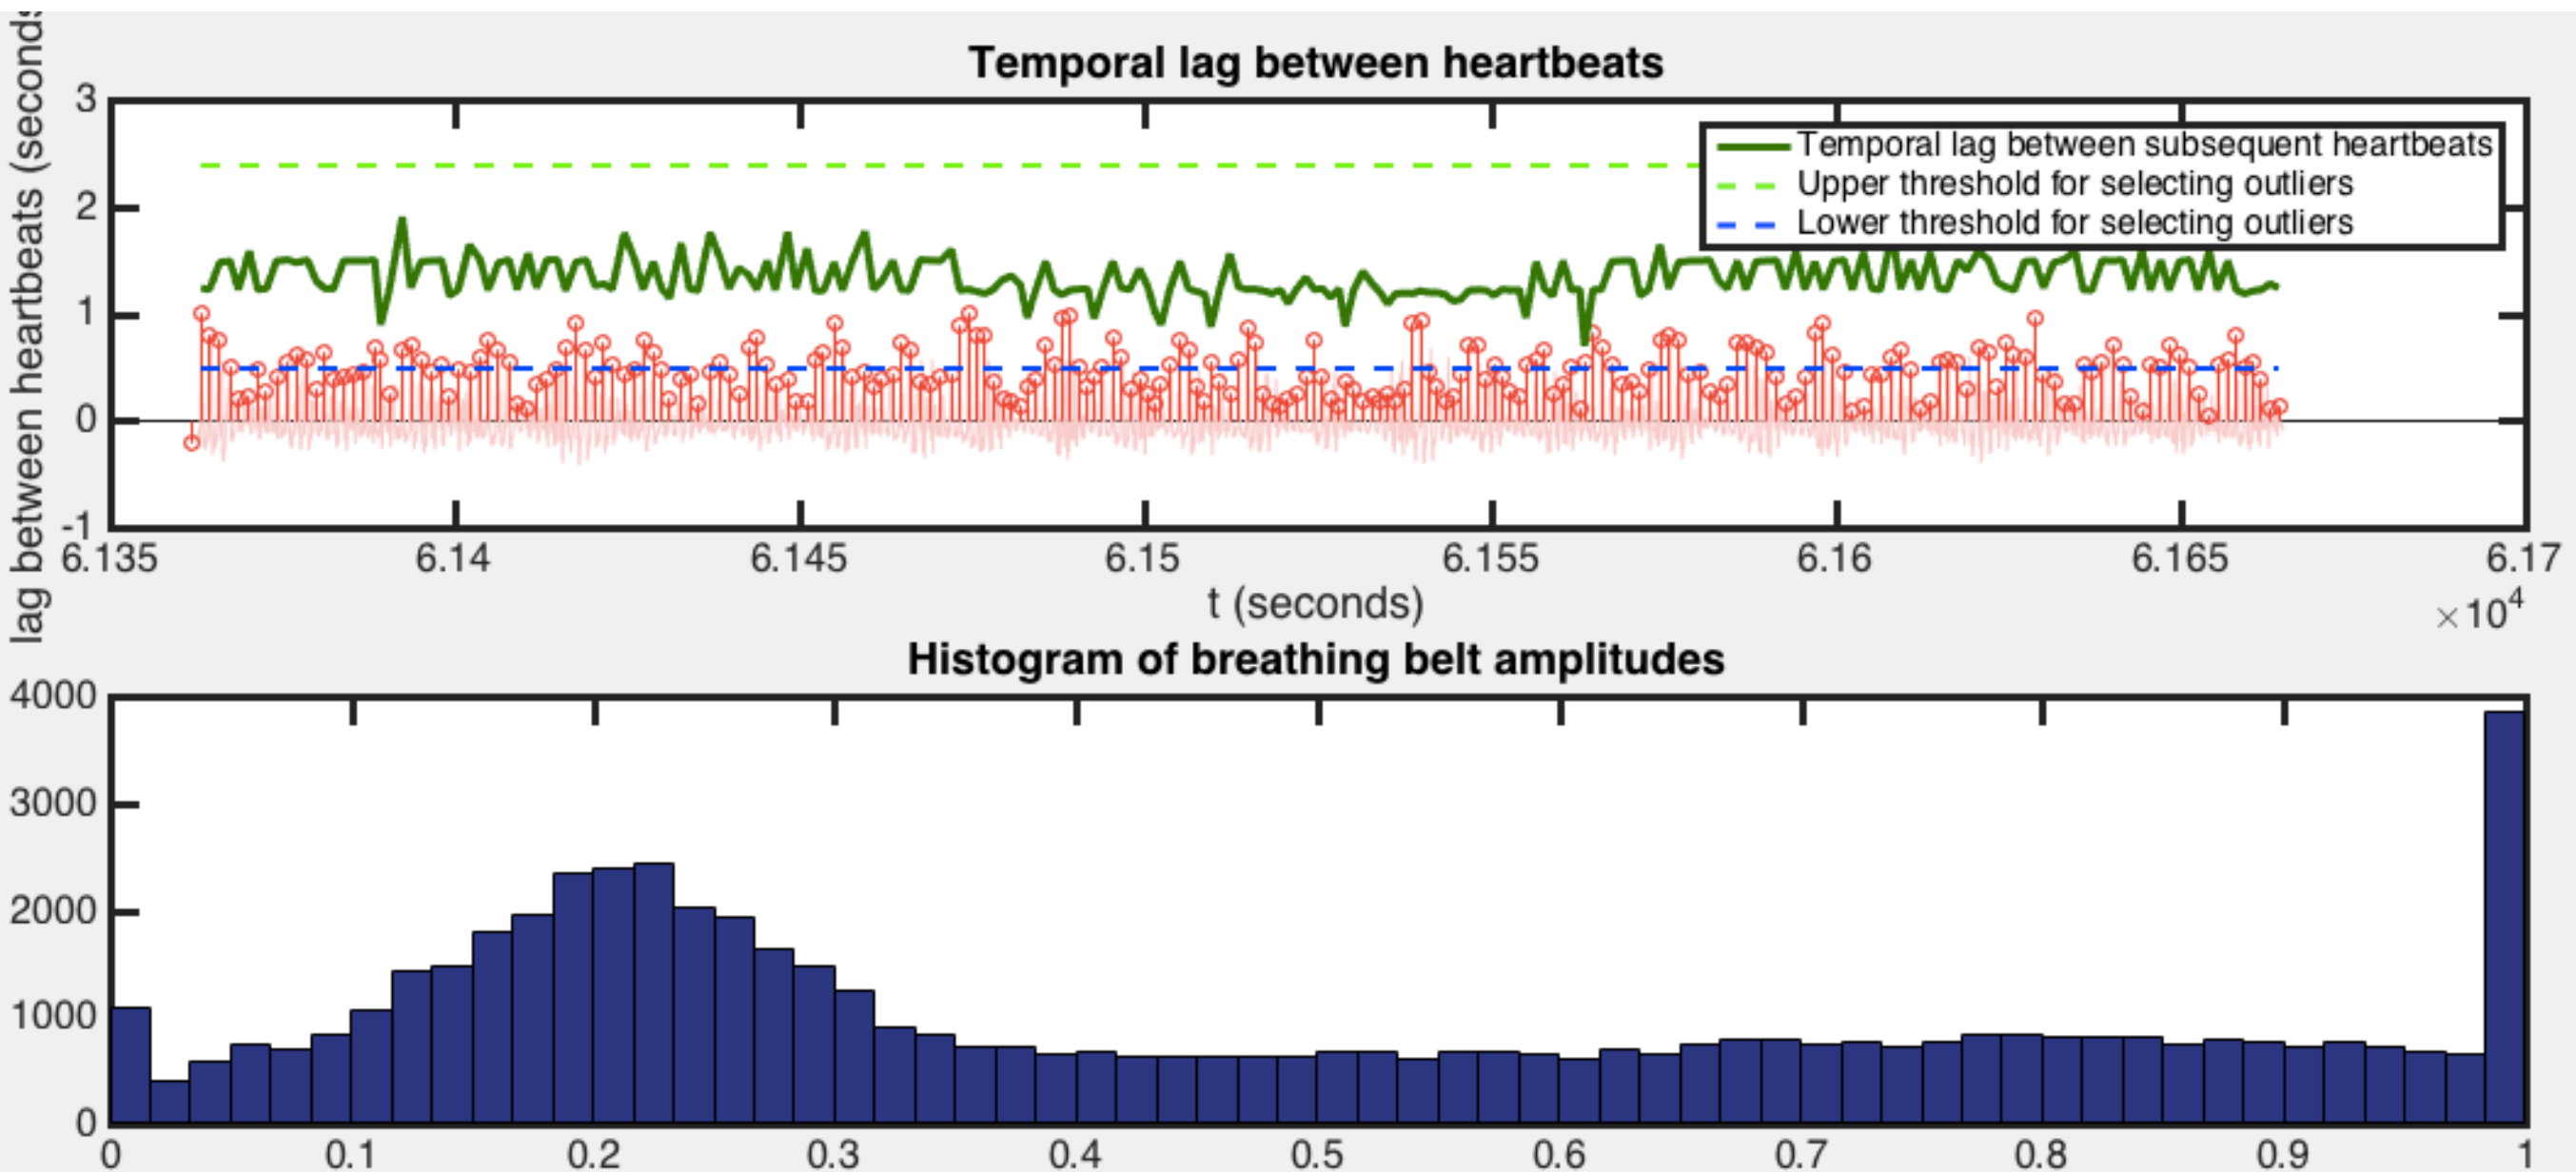 Temporal lag between heartbeats
lag between heartbeats (seconds
3
2
1
0
-1
Temporal lag between subsequent heartbeats
Upper threshold for selecting outliers
Lower threshold for selecting outliers
6.135 6.14 6.145 6.15 6.155 6.16 6.165 6.17
t (seconds)
×10⁴
Histogram of breathing belt amplitudes
4000
3000
2000
1000
0
0 0.1 0.2 0.3 0.4 0.5 0.6 0.7 0.8 0.9 1